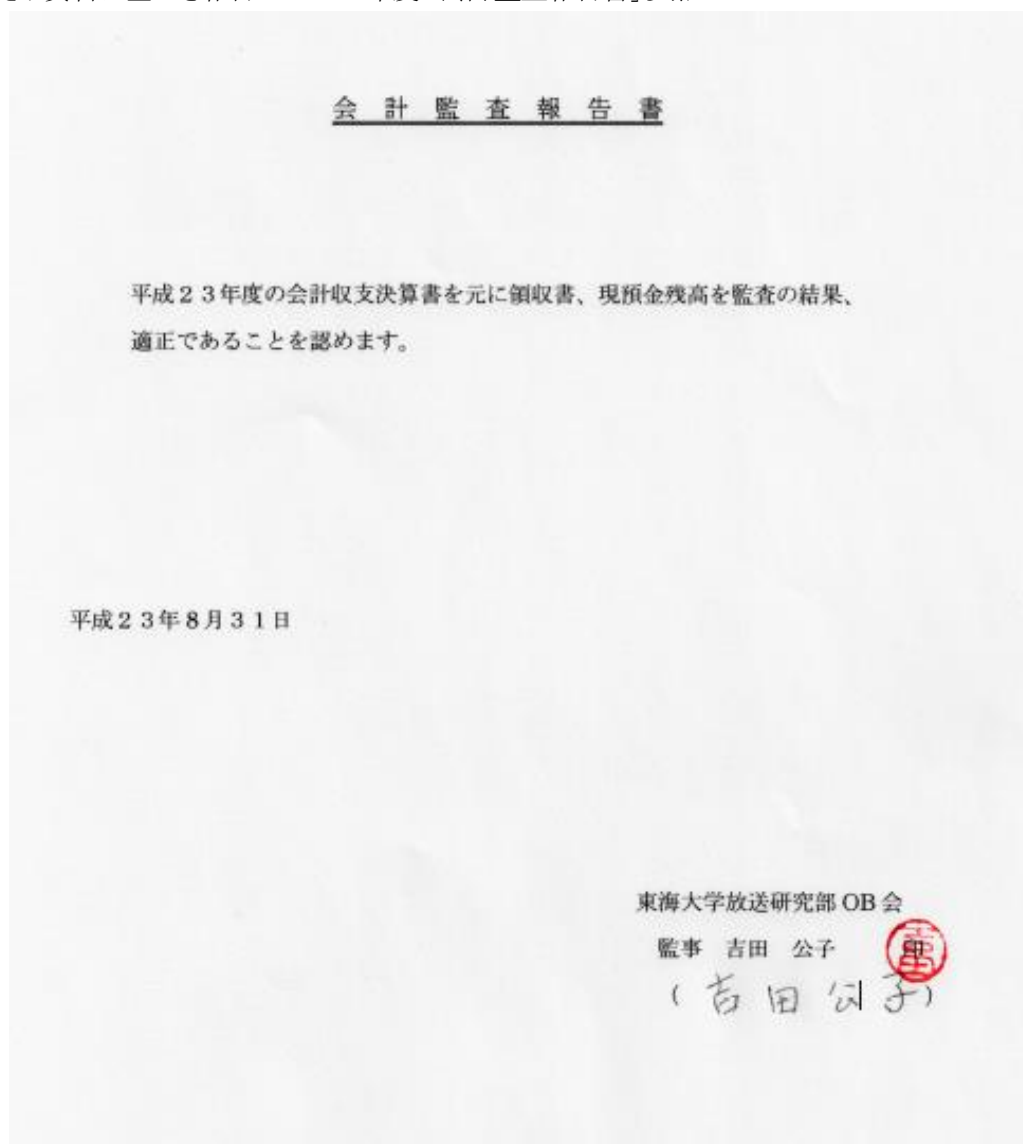 会計監査報告書
平成２３年度の会計収支決算書を元に領収書、現預金残高を監査の結果、
適正であることを認めます。
平成２３年８月３１日
東海大学放送研究部 OB 会
監事　吉田　公子　印
（吉田公子）